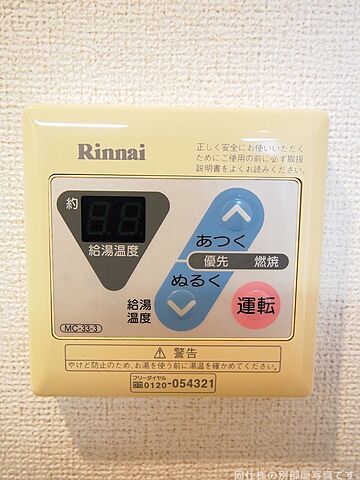 Rinnai
正しく安全にお使いいただく
ためにご使用の前に必ず取扱
説明書をよくお読みください。
約
88
給湯温度
あつく
優先 燃焼
ぬるく
給湯
温度
運転
MC-33-3
⚠ 警告
やけど防止のため、お湯を使う前に湯温を確かめてください。
フリーダイヤル
0120-054321
同仕様の別部屋写真です。